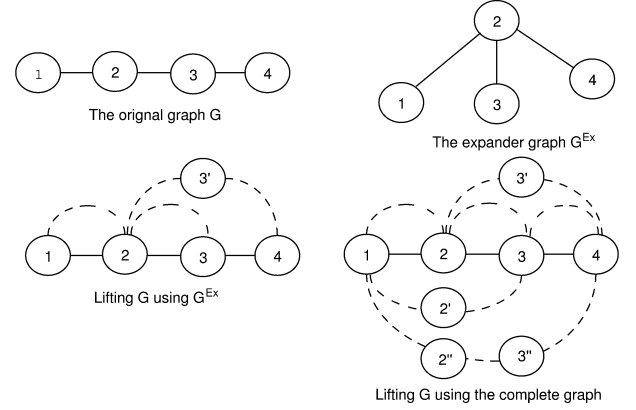 1 2 3 4
The orignal graph G
2
1 3 4
The expander graph G^Ex
3'
1 2 3 4
Lifting G using G^Ex
3'
1 2 3 4
2'
2" 3"
Lifting G using the complete graph